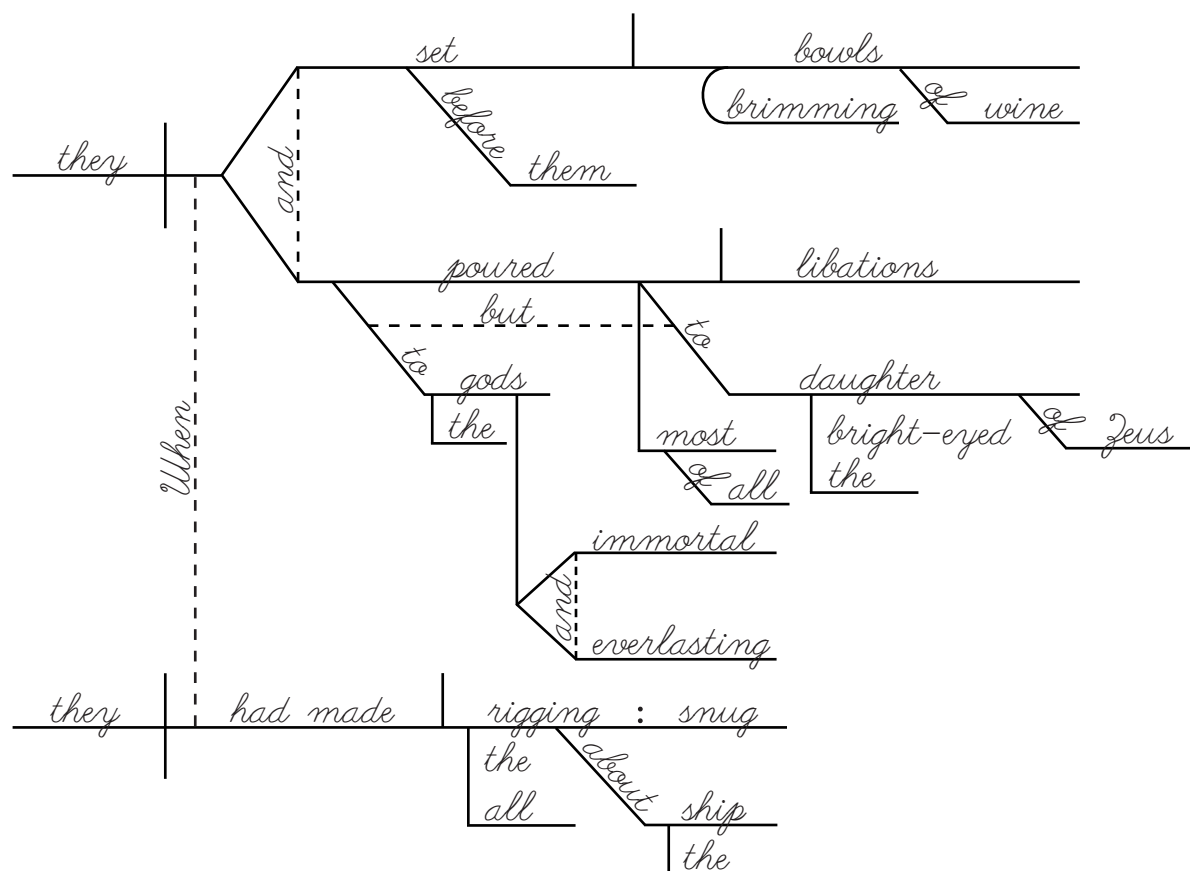 set bowls
before brimming of wine
they and them
poured libations
but
to to
gods daughter
the most bright-eyed of Zeus
When of all the
immortal
and
everlasting
they had made rigging : snug
the about
all ship
the